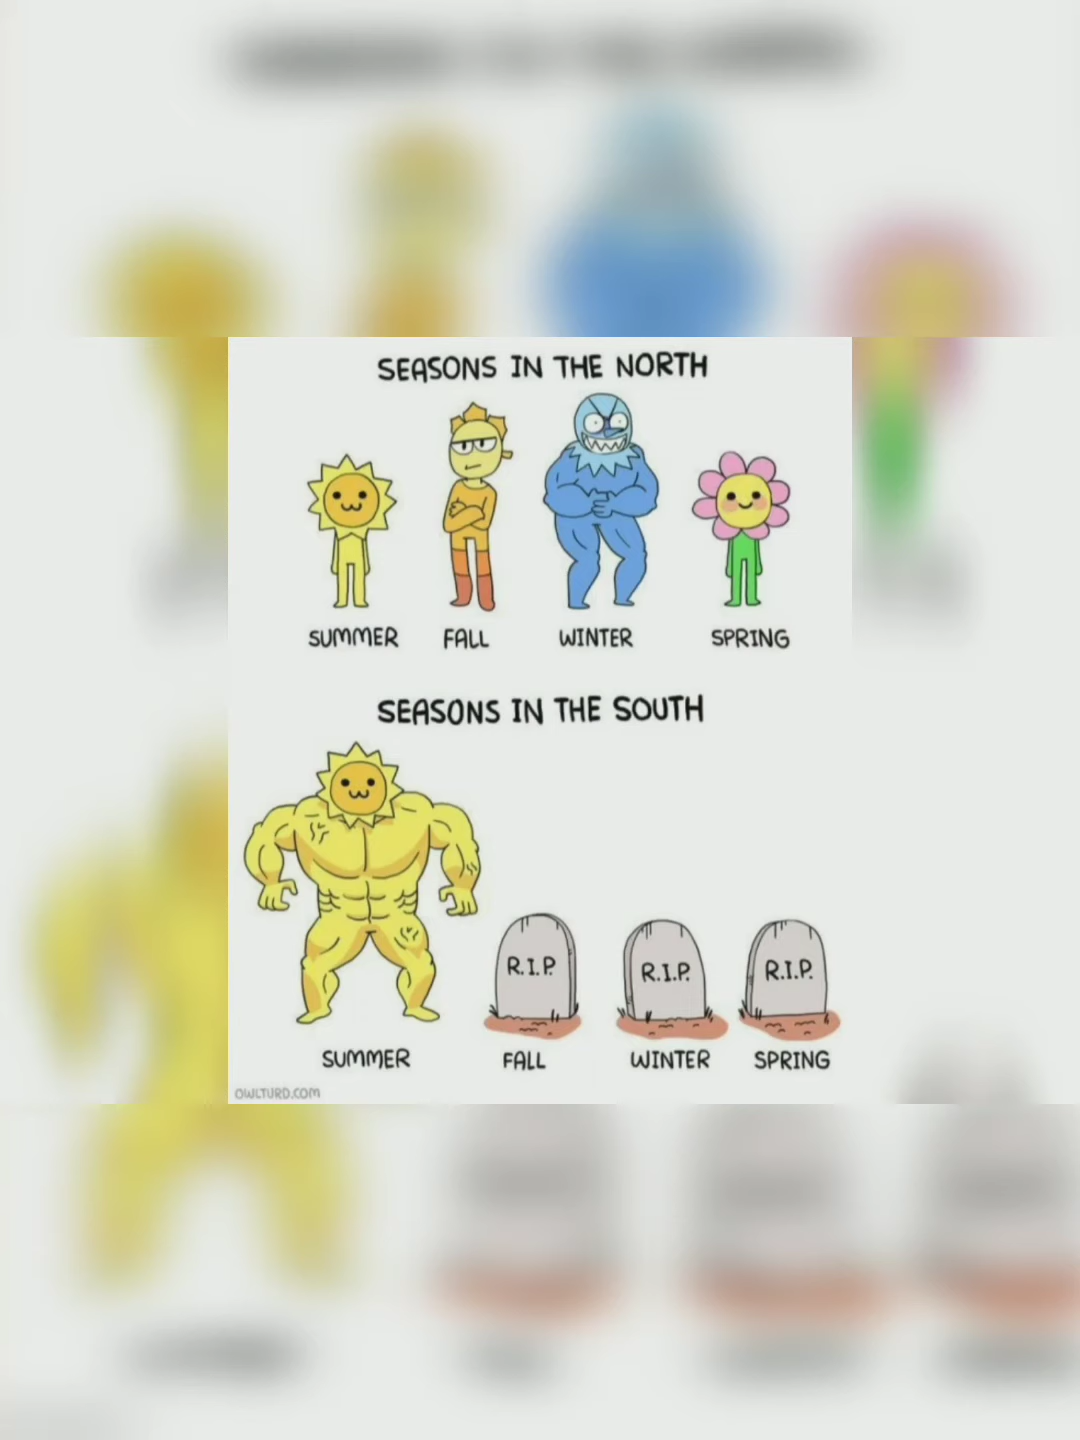 SEASONS IN THE NORTH
SUMMER FALL WINTER SPRING
SEASONS IN THE SOUTH
R.I.P. R.I.P. R.I.P.
SUMMER FALL WINTER SPRING
OWLTURD.COM